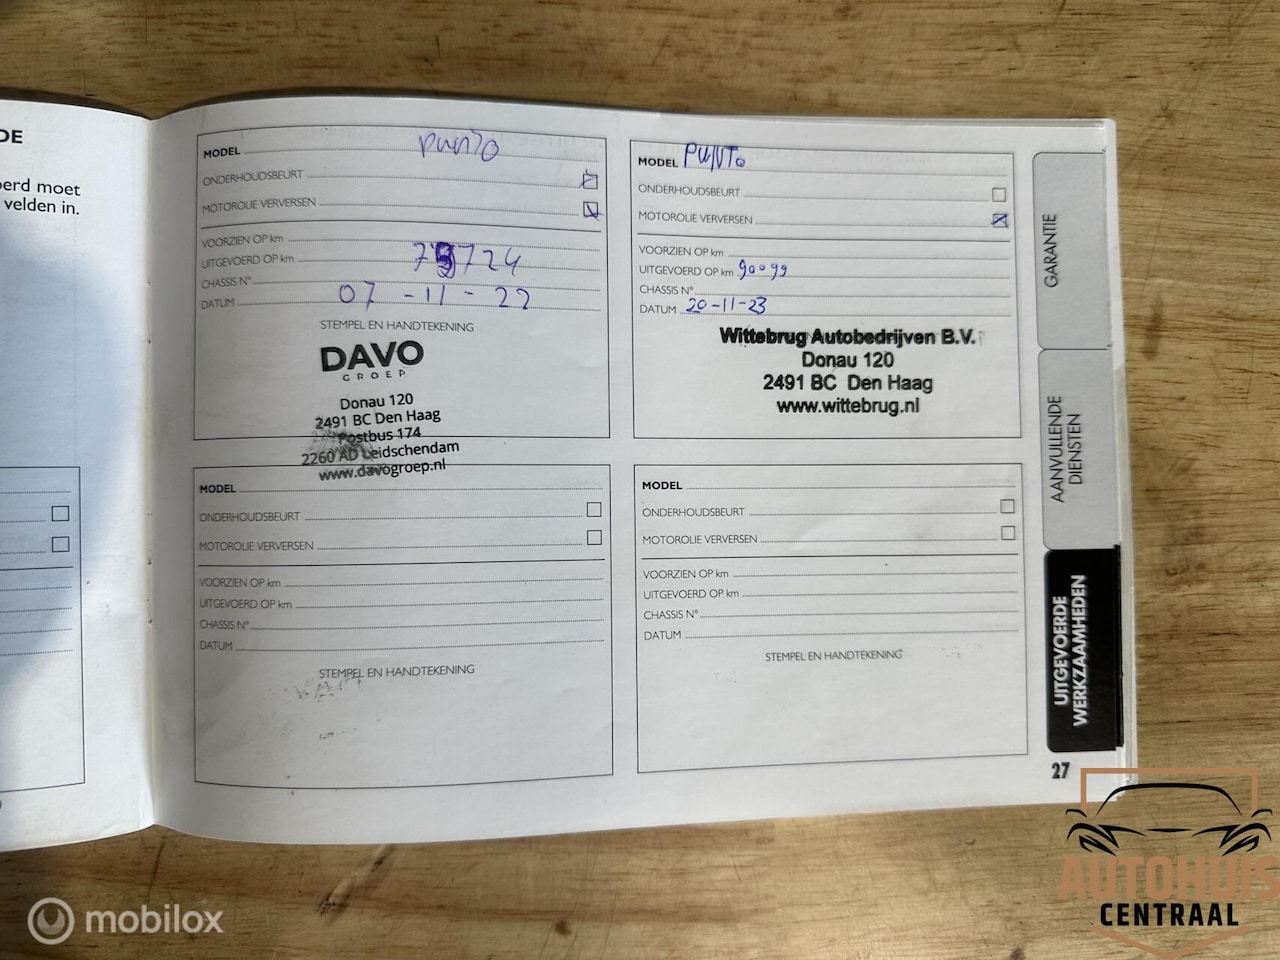 DE
oerd moet
velden in.
MODEL Punto
ONDERHOUDSBEURT
MOTOROLIE VERVERSEN
VOORZIEN OP km
UITGEVOERD OP km
CHASSIS Nº
DATUM 07-11-22
STEMPEL EN HANDTEKENING
DAVO
GROEP
Donau 120
2491 BC Den Haag
Postbus 174
2260 AD Leidschendam
www.davogroep.nl
MODEL PUNTO
ONDERHOUDSBEURT
MOTOROLIE VERVERSEN
VOORZIEN OP km
UITGEVOERD OP km 90099
CHASSIS Nº
DATUM 20-11-23
Wittebrug Autobedrijven B.V.
Donau 120
2491 BC Den Haag
www.wittebrug.nl
MODEL
ONDERHOUDSBEURT
MOTOROLIE VERVERSEN
VOORZIEN OP km
UITGEVOERD OP km
CHASSIS Nº
DATUM
STEMPEL EN HANDTEKENING
MODEL
ONDERHOUDSBEURT
MOTOROLIE VERVERSEN
VOORZIEN OP km
UITGEVOERD OP km
CHASSIS Nº
DATUM
STEMPEL EN HANDTEKENING
GARANTIE
AANVULLENDE
DIENSTEN
UITGEVOERDE
WERKZAAMHEDEN
27
AUTOHUIS
CENTRAAL
mobilox